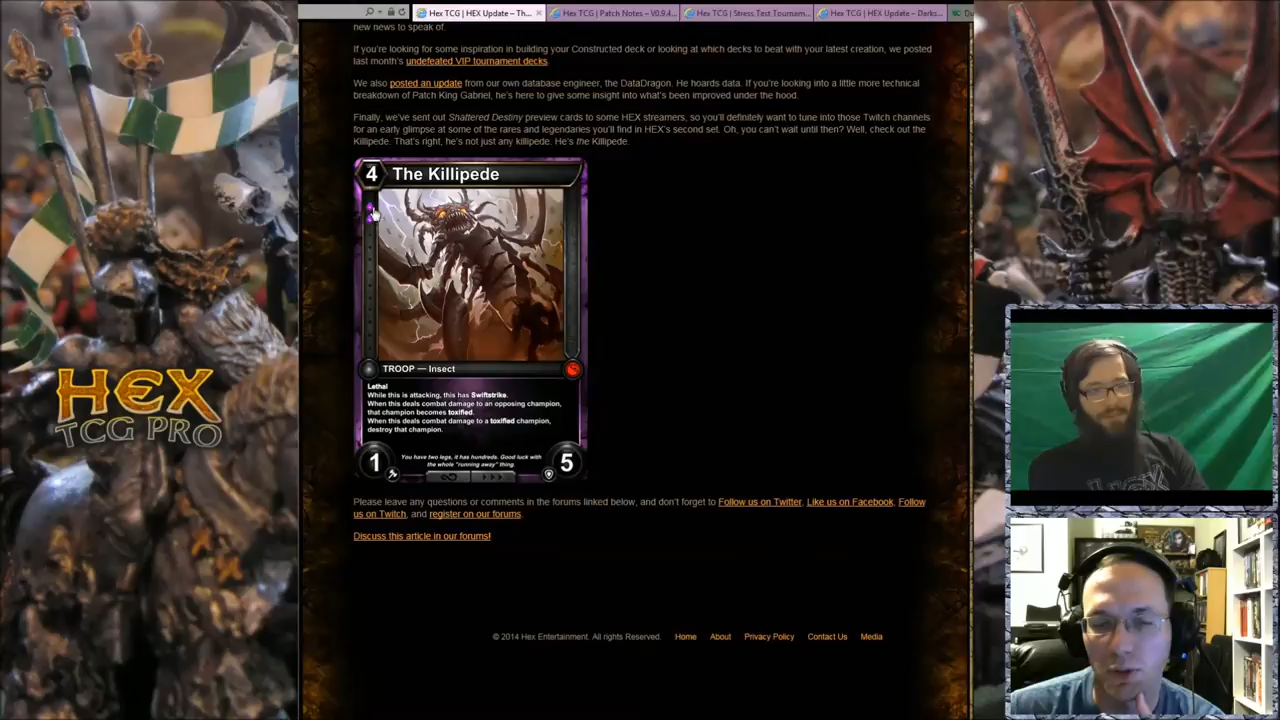 Hex TCG | HEX Update – Th...
Hex TCG | Patch Notes – V0.9.4...
Hex TCG | Stress Test Tournam...
Hex TCG | HEX Update – Darks...
new news to speak of.
If you're looking for some inspiration in building your Constructed deck or looking at which decks to beat with your latest creation, we posted
last month's undefeated VIP tournament decks.
We also posted an update from our own database engineer, the DataDragon. He hoards data. If you're looking into a little more technical
breakdown of Patch King Gabriel, he's here to give some insight into what's been improved under the hood.
Finally, we've sent out Shattered Destiny preview cards to some HEX streamers, so you'll definitely want to tune into those Twitch channels
for an early glimpse at some of the rares and legendaries you'll find in HEX's second set. Oh, you can't wait until then? Well, check out the
Killipede. That's right, he's not just any killipede. He's the Killipede.
4 The Killipede
TROOP — Insect
Lethal
While this is attacking, this has Swiftstrike.
When this deals combat damage to an opposing champion,
that champion becomes toxified.
When this deals combat damage to a toxified champion,
destroy that champion.
You have two legs, it has hundreds. Good luck with
the whole "running away" thing.
1 5
Please leave any questions or comments in the forums linked below, and don't forget to Follow us on Twitter, Like us on Facebook, Follow
us on Twitch, and register on our forums.
Discuss this article in our forums!
© 2014 Hex Entertainment. All rights Reserved. Home About Privacy Policy Contact Us Media
HEX
TCG PRO
HEX